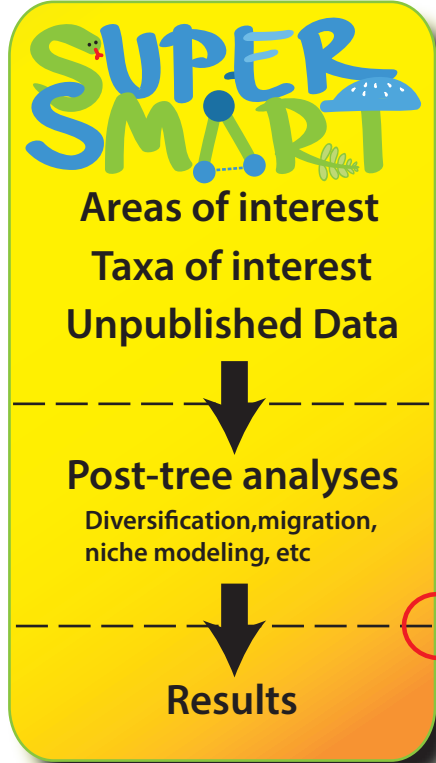 SUPER
SMART
Areas of interest
Taxa of interest
Unpublished Data
Post-tree analyses
Diversification,migration,
niche modeling, etc
Results